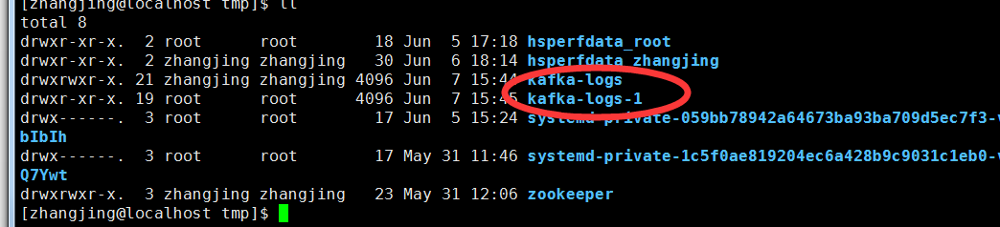 [zhangjing@localhost tmp]$ ll
total 8
drwxr-xr-x. 2 root root 18 Jun 5 17:18 hsperfdata_root
drwxr-xr-x. 2 zhangjing zhangjing 30 Jun 6 18:14 hsperfdata_zhangjing
drwxrwxr-x. 21 zhangjing zhangjing 4096 Jun 7 15:44 kafka-logs
drwxr-xr-x. 19 root root 4096 Jun 7 15:45 kafka-logs-1
drwx------. 3 root root 17 Jun 5 15:24 systemd-private-059bb78942a64673ba93ba709d5ec7f3-v
bIbIh
drwx------. 3 root root 17 May 31 11:46 systemd-private-1c5f0ae819204ec6a428b9c9031c1eb0-v
Q7Ywt
drwxrwxr-x. 3 zhangjing zhangjing 23 May 31 12:06 zookeeper
[zhangjing@localhost tmp]$